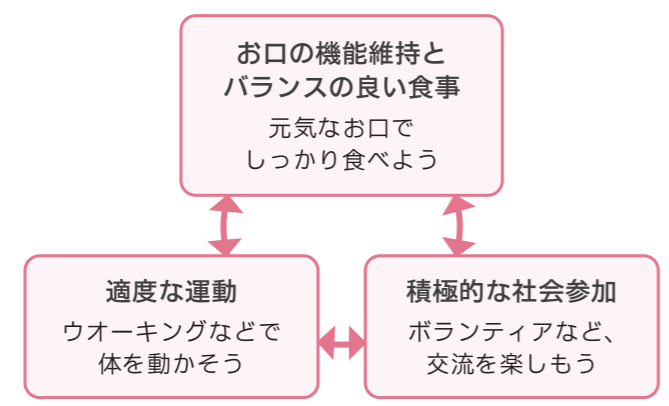 お口の機能維持と
バランスの良い食事
元気なお口で
しっかり食べよう
適度な運動
ウオーキングなどで
体を動かそう
積極的な社会参加
ボランティアなど、
交流を楽しもう